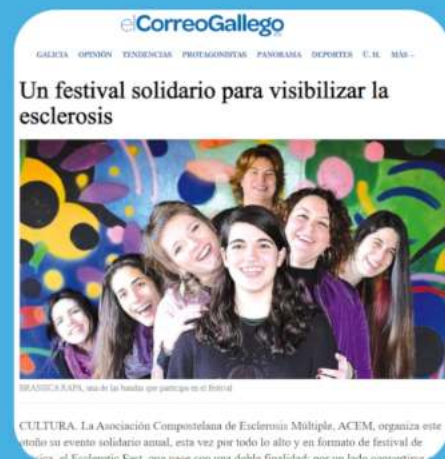 elCorreoGallego
GALICIA OPINIÓN TENDENCIAS PROTAGONISTAS PANORAMA DEPORTES Ú. H. MÁS
Un festival solidario para visibilizar la
esclerosis
BRASSICA RAPA, una de las bandas que participa en el festival
CULTURA. La Asociación Compostelana de Esclerosis Múltiple, ACEM, organiza este
otoño su evento solidario anual, esta vez por todo lo alto y en formato de festival de
el Esclerotic Fest, que nace con una doble finalidad: por un lado